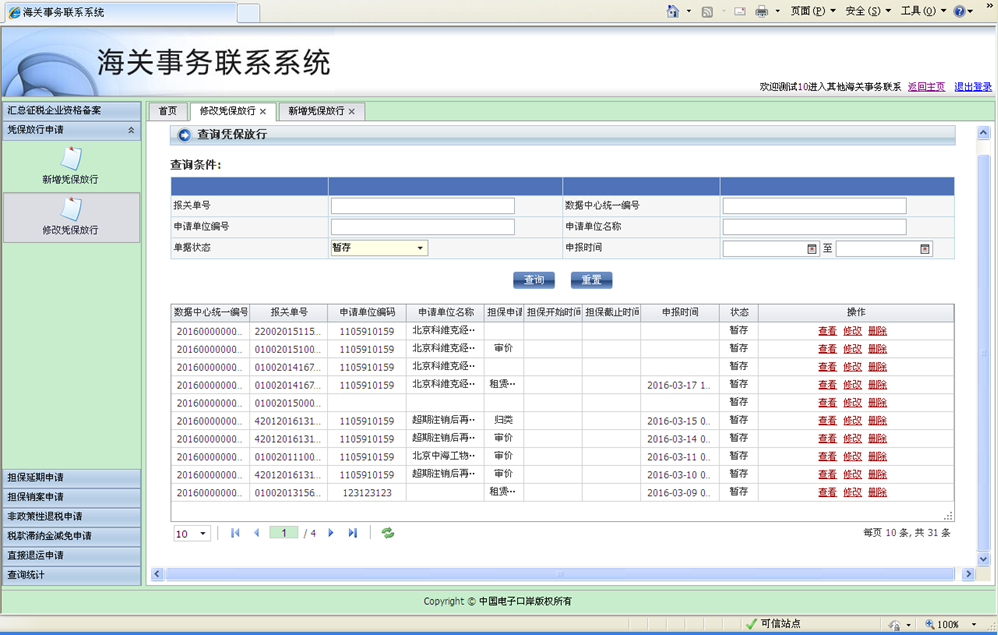 海关事务联系系统
页面(P) 安全(S) 工具(O)
海关事务联系系统
欢迎测试10进入其他海关事务联系 返回主页 退出登录
汇总征税企业资格备案
凭保放行申请
新增凭保放行
修改凭保放行
担保延期申请
担保销案申请
非政策性退税申请
税款滞纳金减免申请
直接退运申请
查询统计
首页 修改凭保放行 新增凭保放行
查询凭保放行
查询条件:
报关单号 数据中心统一编号
申请单位编号 申请单位名称
单据状态 暂存 申报时间 至
查询 重置
数据中心统一编号 报关单号 申请单位编码 申请单位名称 担保申请 担保开始时间 担保截止时间 申报时间 状态 操作
20160000000... 22002015115... 1105910159 北京科维克经… 暂存 查看 修改 删除
20160000000... 01002015100... 1105910159 北京科维克经… 审价 暂存 查看 修改 删除
20160000000... 01002014167... 1105910159 北京科维克经… 暂存 查看 修改 删除
20160000000... 01002014167... 1105910159 北京科维克经… 租赁… 2016-03-17 1.. 暂存 查看 修改 删除
20160000000... 01002015000... 暂存 查看 修改 删除
20160000000... 42012016131... 1105910159 超期注销后再… 归类 2016-03-15 0.. 暂存 查看 修改 删除
20160000000... 42012016131... 1105910159 超期注销后再… 审价 2016-03-14 0.. 暂存 查看 修改 删除
20160000000... 01002011100... 1105910159 北京中海工物… 审价 2016-03-11 0.. 暂存 查看 修改 删除
20160000000... 42012016131... 1105910159 超期注销后再… 审价 2016-03-10 0.. 暂存 查看 修改 删除
20160000000... 01002013156... 123123123 租赁… 2016-03-09 0.. 暂存 查看 修改 删除
10 1 / 4 每页 10 条, 共 31 条
Copyright © 中国电子口岸版权所有
可信站点 100%